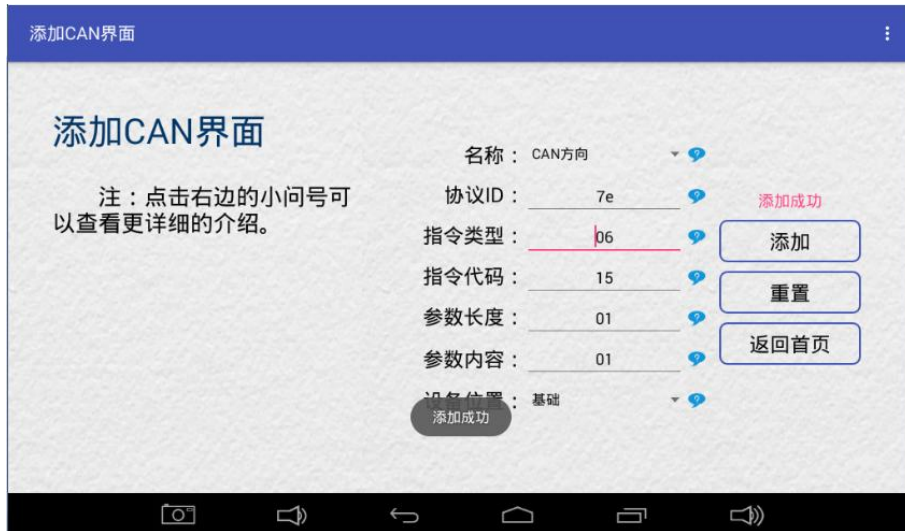 添加CAN界面
添加CAN界面
注：点击右边的小问号可
以查看更详细的介绍。
名称： CAN方向
协议ID： 7e
添加成功
指令类型： 06
添加
指令代码： 15
重置
参数长度： 01
返回首页
参数内容： 01
设备位置： 基础
添加成功